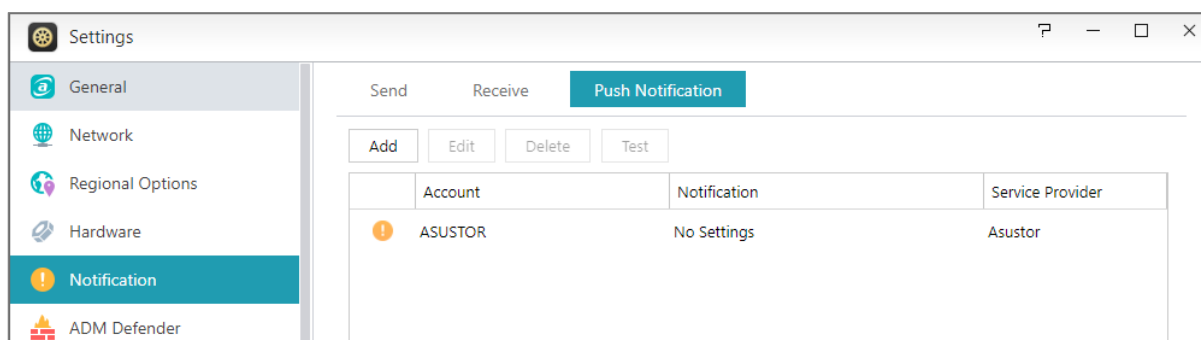 Settings
General
Network
Regional Options
Hardware
Notification
ADM Defender
Send Receive Push Notification
Add Edit Delete Test
Account Notification Service Provider
ASUSTOR No Settings Asustor